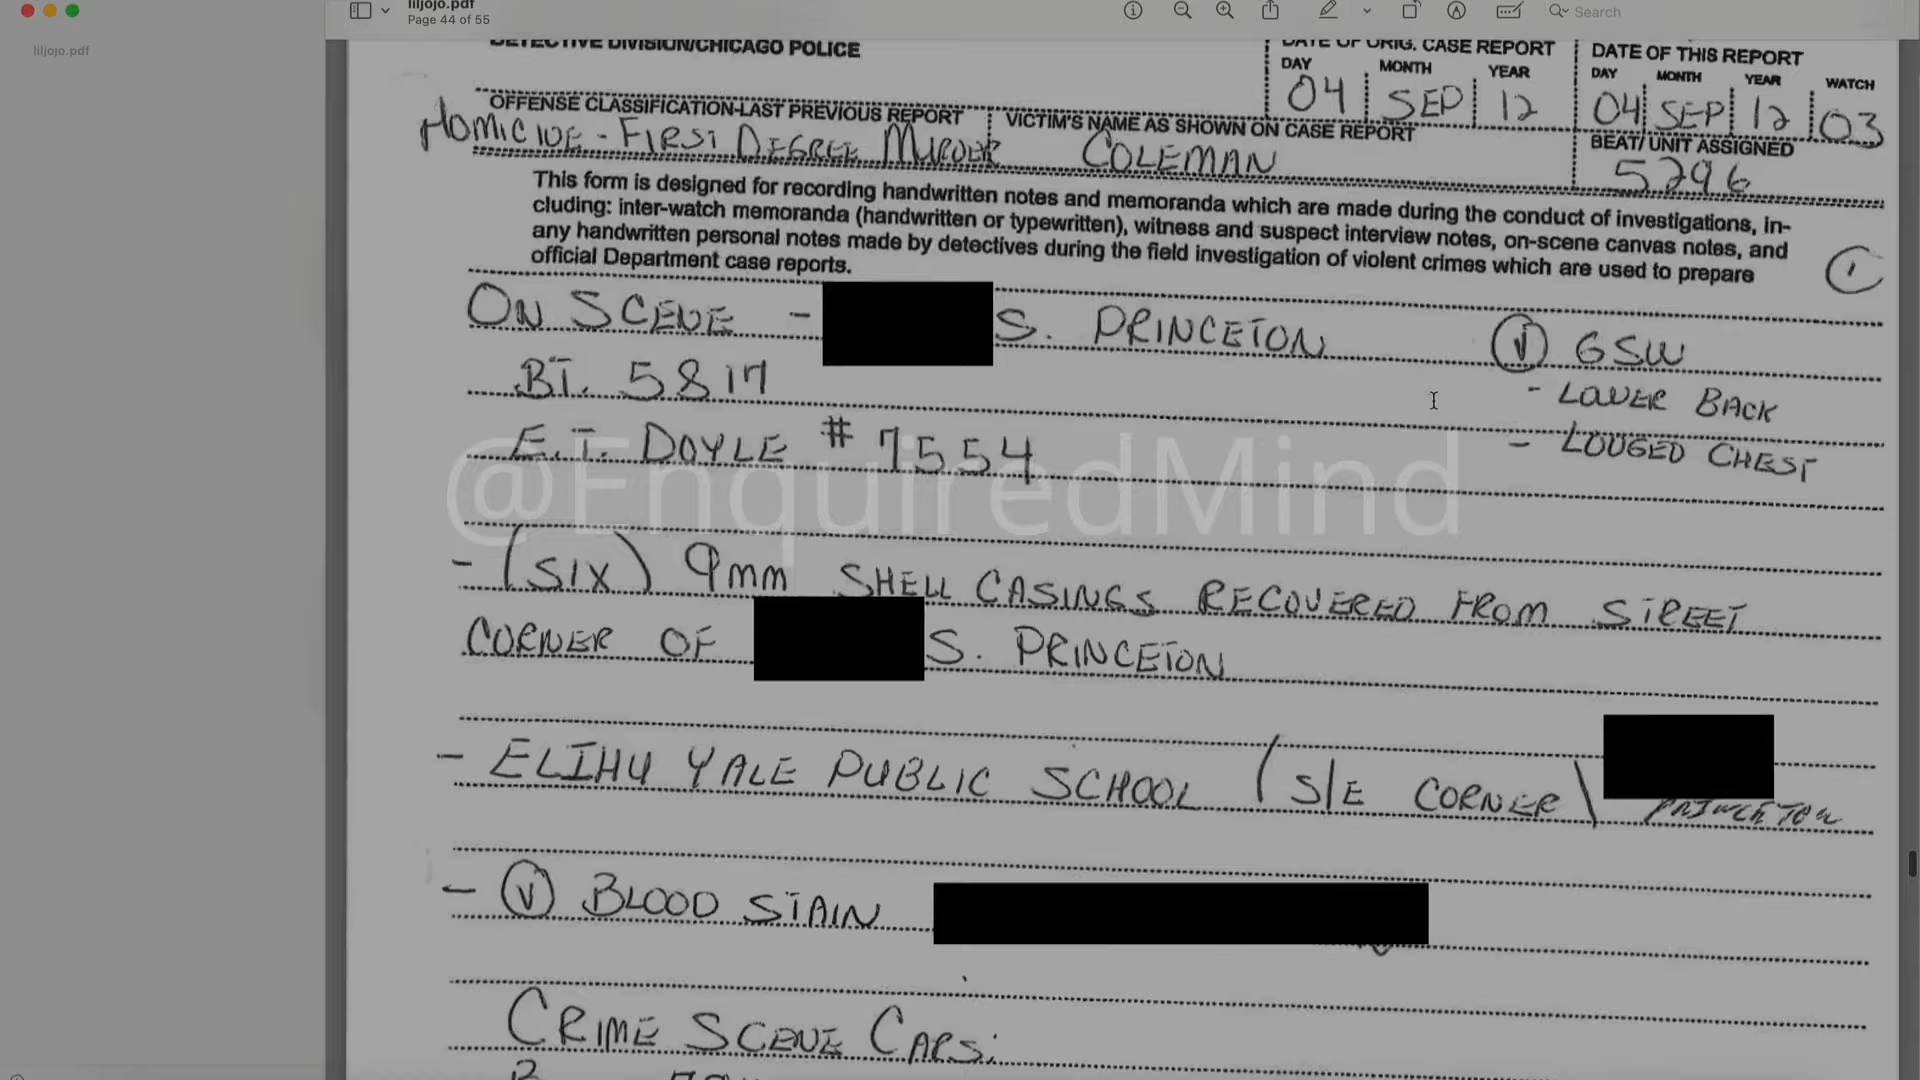 liljojo.pdf
Page 44 of 55
Search
liljojo.pdf
DETECTIVE DIVISION/CHICAGO POLICE
DATE OF ORIG. CASE REPORT
DAY MONTH YEAR
04 SEP 12
DATE OF THIS REPORT
DAY MONTH YEAR WATCH
04 SEP 12 03
OFFENSE CLASSIFICATION-LAST PREVIOUS REPORT
HOMICIDE - FIRST DEGREE MURDER
VICTIM'S NAME AS SHOWN ON CASE REPORT
COLEMAN
BEAT/ UNIT ASSIGNED
5296
This form is designed for recording handwritten notes and memoranda which are made during the conduct of investigations, in-
cluding: inter-watch memoranda (handwritten or typewritten), witness and suspect interview notes, on-scene canvas notes, and
any handwritten personal notes made by detectives during the field investigation of violent crimes which are used to prepare
official Department case reports.
1
ON SCENE - S. PRINCETON
V GSW
BT. 5817
- LOWER BACK
E.T. DOYLE #7554
- LODGED CHEST
@EnquiredMind
- (SIX) 9mm SHELL CASINGS RECOVERED FROM STREET
CORNER OF S. PRINCETON
- ELIHU YALE PUBLIC SCHOOL (S/E CORNER) PRINCETON
- V BLOOD STAIN
CRIME SCENE CARS: